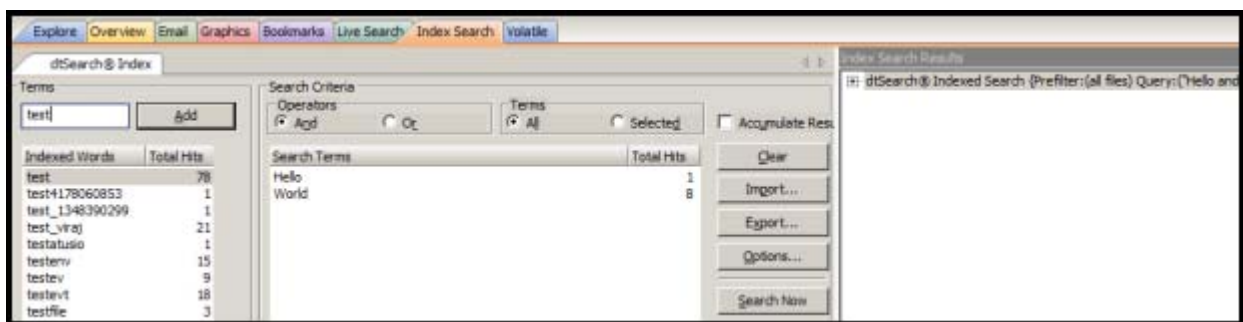 Explore Overview Email Graphics Bookmarks Live Search Index Search Volatile
dtSearch® Index
Terms
test
Add
Indexed Words Total Hits
test 78
test4178060853 1
test_1348390299 1
test_viraj 21
testatusio 1
testenv 15
testev 9
testevt 18
testfile 3
Search Criteria
Operators
And Or
Terms
All Selected
Accumulate Resu
Search Terms Total Hits
Hello 1
World 8
Clear
Import...
Export...
Options...
Search Now
Index Search Results
dtSearch® Indexed Search {Prefilter:(all files) Query:("Hello and